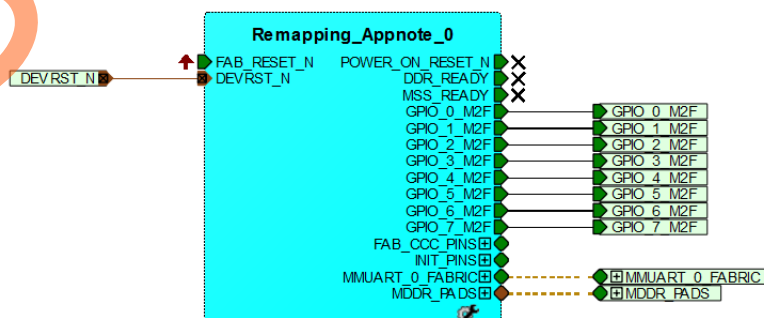 Remapping_Appnote_0
FAB_RESET_N POWER_ON_RESET_N
DEVRST_N DEVRST_N DDR_READY
MSS_READY
GPIO_0_M2F GPIO_0_M2F
GPIO_1_M2F GPIO_1_M2F
GPIO_2_M2F GPIO_2_M2F
GPIO_3_M2F GPIO_3_M2F
GPIO_4_M2F GPIO_4_M2F
GPIO_5_M2F GPIO_5_M2F
GPIO_6_M2F GPIO_6_M2F
GPIO_7_M2F GPIO_7_M2F
FAB_CCC_PINS
INIT_PINS
MMUART_0_FABRIC MMUART_0_FABRIC
MDDR_PADS MDDR_PADS